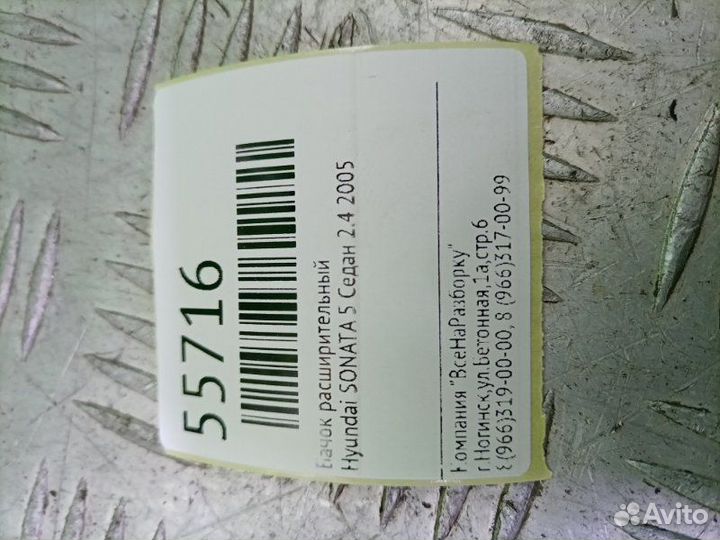 55716
Бачок расширительный
Hyundai SONATA 5 Седан 2.4 2005
Компания "ВсеНаРазборку"
г.Ногинск,ул.Бетонная,1а,стр.6
8(966)319-00-00, 8 (966)317-00-99
Avito